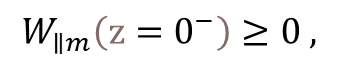 W∥m(z = 0⁻) ≥ 0 ,